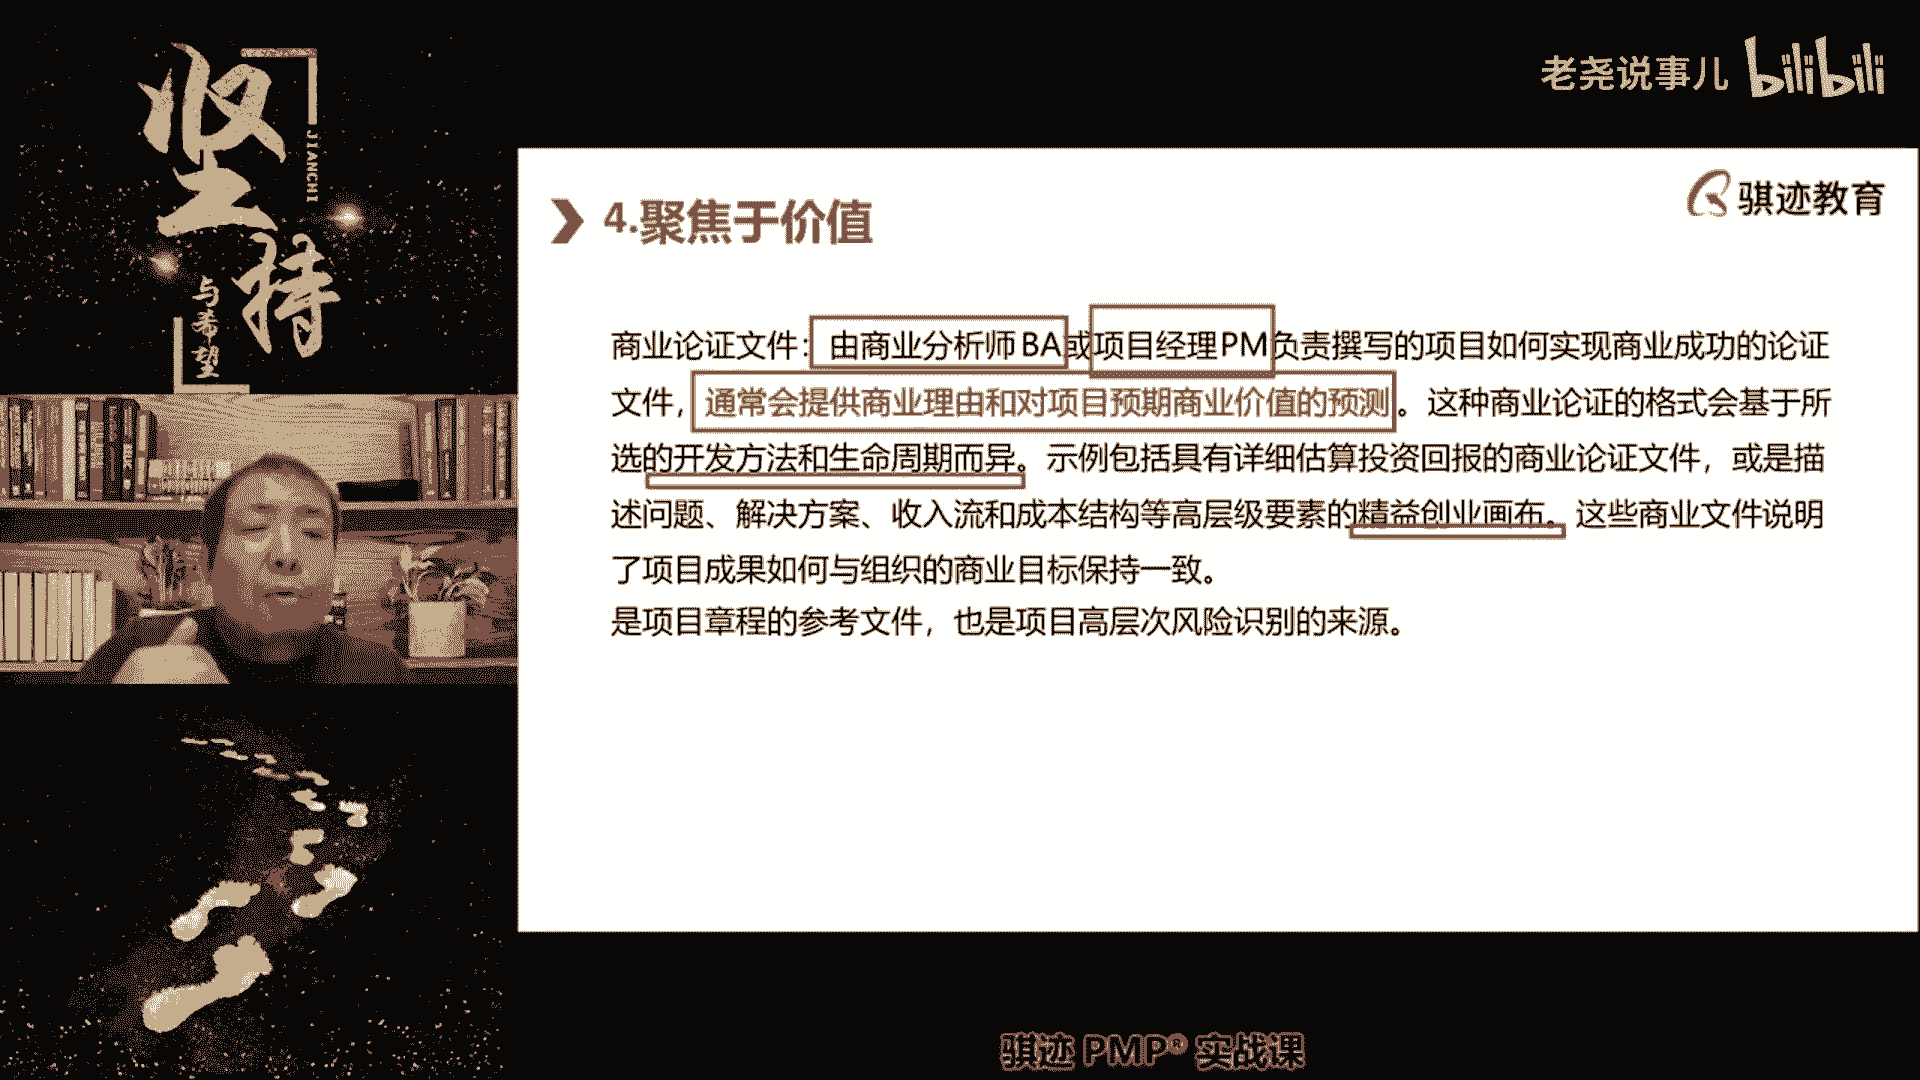 坚持
JIANCHI
与希望
老尧说事儿 bilibili
骐迹教育
4.聚焦于价值
商业论证文件：由商业分析师BA或项目经理PM负责撰写的项目如何实现商业成功的论证
文件，通常会提供商业理由和对项目预期商业价值的预测。这种商业论证的格式会基于所
选的开发方法和生命周期而异。示例包括具有详细估算投资回报的商业论证文件，或是描
述问题、解决方案、收入流和成本结构等高层级要素的精益创业画布。这些商业文件说明
了项目成果如何与组织的商业目标保持一致。
是项目章程的参考文件，也是项目高层次风险识别的来源。
骐迹 PMP® 实战课